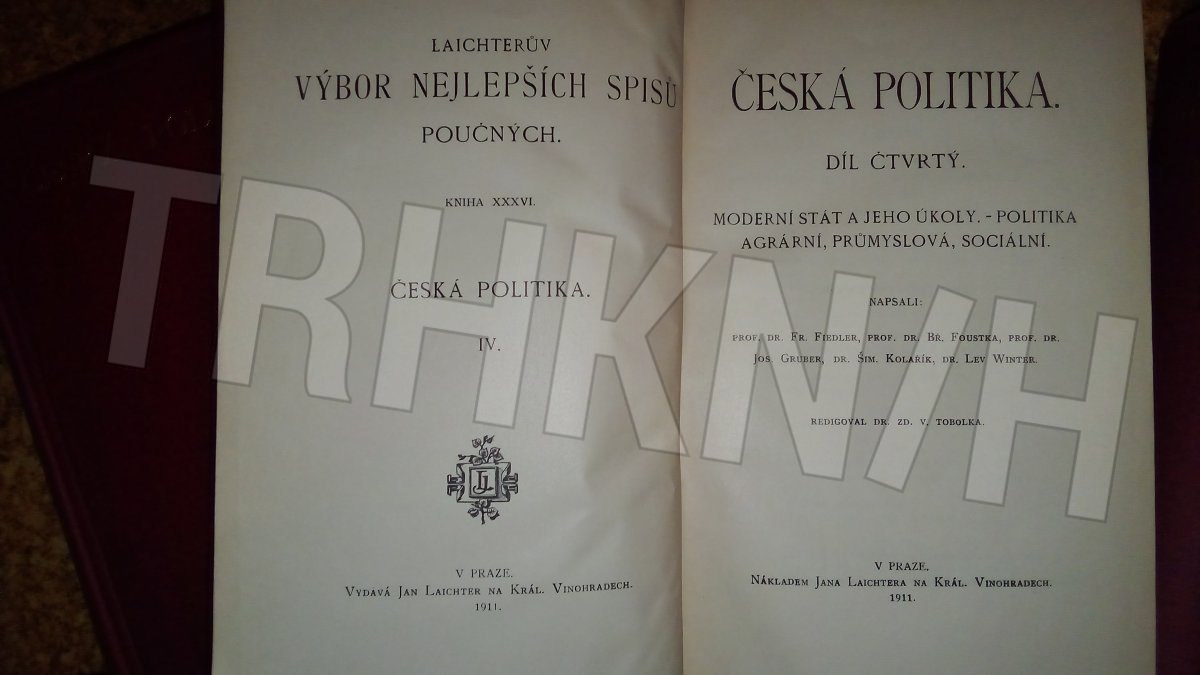 LAICHTERŮV
VÝBOR NEJLEPŠÍCH SPISŮ
POUČNÝCH.
KNIHA XXXVI.
ČESKÁ POLITIKA.
IV.
V PRAZE.
VYDÁVÁ JAN LAICHTER NA KRÁL. VINOHRADECH.
1911.
ČESKÁ POLITIKA.
DÍL ČTVRTÝ.
MODERNÍ STÁT A JEHO ÚKOLY. - POLITIKA
AGRÁRNÍ, PRŮMYSLOVÁ, SOCIÁLNÍ.
NAPSALI:
PROF. DR. FR. FIEDLER, PROF. DR. BŘ. FOUSTKA, PROF. DR.
JOS. GRUBER, DR. ŠIM. KOLAŘÍK, DR. LEV WINTER.
REDIGOVAL DR. ZD. V. TOBOLKA.
V PRAZE.
NÁKLADEM JANA LAICHTERA NA KRÁL. VINOHRADECH.
1911.
TRHKN/H